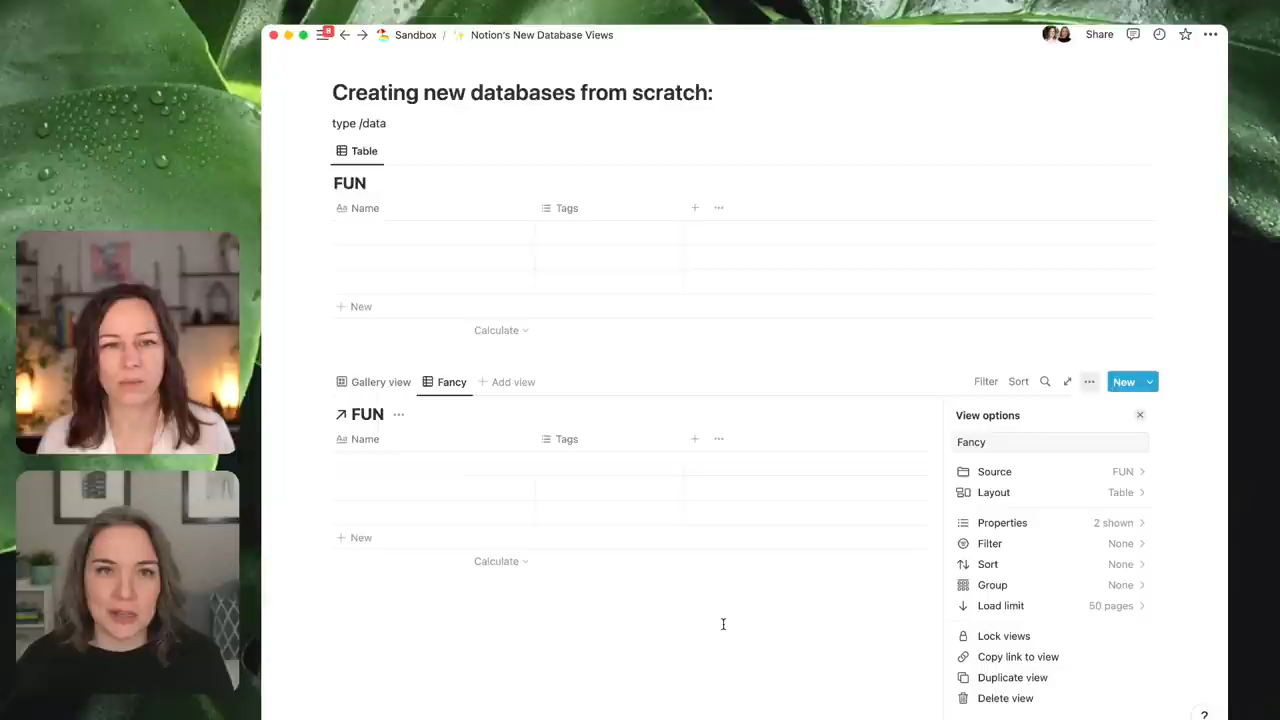 8
Sandbox / ✨ Notion's New Database Views
Share
Creating new databases from scratch:
type /data
Table
FUN
Aa Name Tags + ...
+ New
Calculate
Gallery view Fancy + Add view
Filter Sort New
↗ FUN ...
Aa Name Tags + ...
+ New
Calculate
View options
Fancy
Source FUN
Layout Table
Properties 2 shown
Filter None
Sort None
Group None
Load limit 50 pages
Lock views
Copy link to view
Duplicate view
Delete view
?